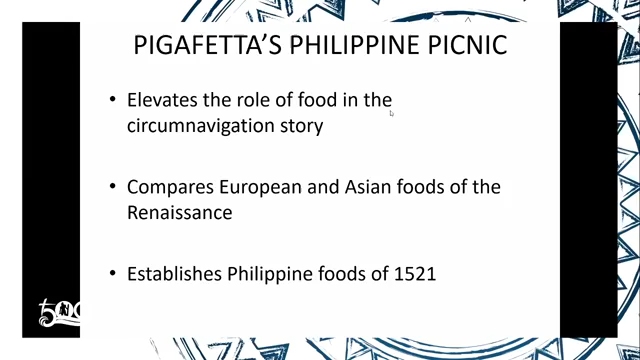 PIGAFETTA'S PHILIPPINE PICNIC
• Elevates the role of food in the
circumnavigation story
• Compares European and Asian foods of the
Renaissance
• Establishes Philippine foods of 1521
500